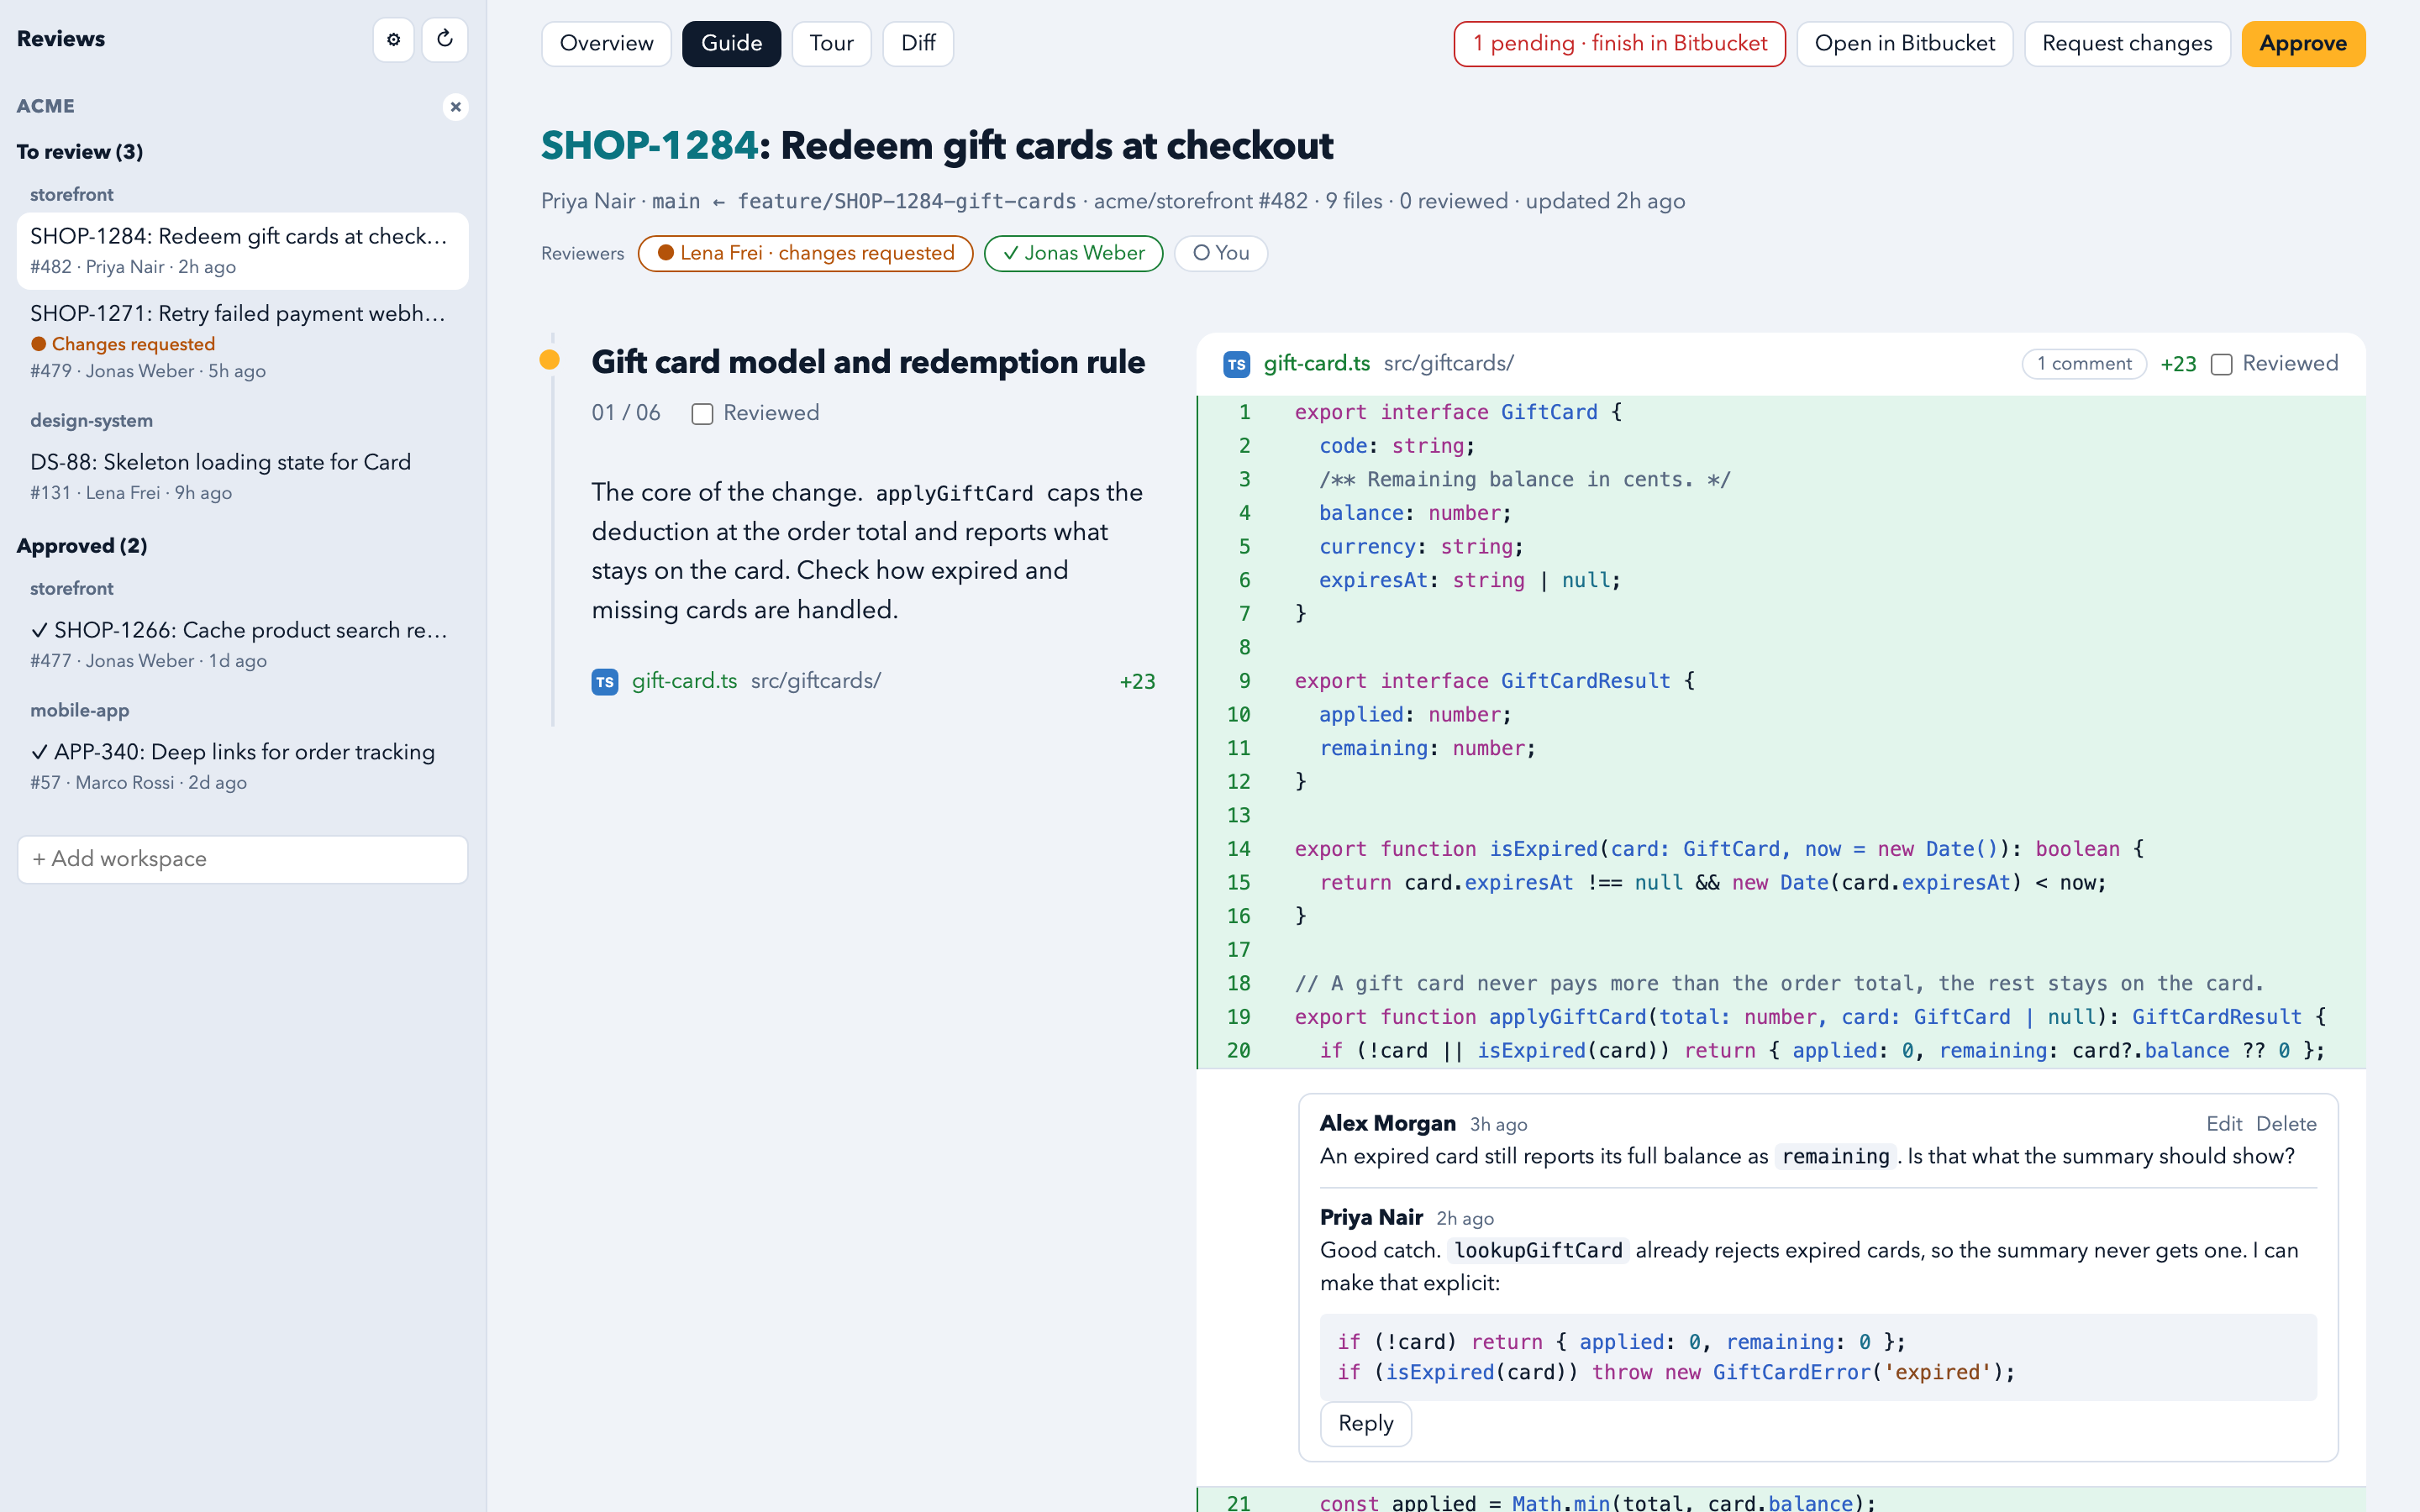 Reviews
ACME
To review (3)
storefront
SHOP-1284: Redeem gift cards at check…
#482 · Priya Nair · 2h ago
SHOP-1271: Retry failed payment webh…
Changes requested
#479 · Jonas Weber · 5h ago
design-system
DS-88: Skeleton loading state for Card
#131 · Lena Frei · 9h ago
Approved (2)
storefront
✓ SHOP-1266: Cache product search re…
#477 · Jonas Weber · 1d ago
mobile-app
✓ APP-340: Deep links for order tracking
#57 · Marco Rossi · 2d ago
+ Add workspace
Overview Guide Tour Diff
1 pending · finish in Bitbucket Open in Bitbucket Request changes Approve
SHOP-1284: Redeem gift cards at checkout
Priya Nair · main ← feature/SHOP-1284-gift-cards · acme/storefront #482 · 9 files · 0 reviewed · updated 2h ago
Reviewers Lena Frei · changes requested ✓ Jonas Weber You
Gift card model and redemption rule
01 / 06 Reviewed
The core of the change. applyGiftCard caps the
deduction at the order total and reports what
stays on the card. Check how expired and
missing cards are handled.
TS gift-card.ts src/giftcards/ +23
TS gift-card.ts src/giftcards/ 1 comment +23 Reviewed
1 export interface GiftCard {
2 code: string;
3 /** Remaining balance in cents. */
4 balance: number;
5 currency: string;
6 expiresAt: string | null;
7 }
8
9 export interface GiftCardResult {
10 applied: number;
11 remaining: number;
12 }
13
14 export function isExpired(card: GiftCard, now = new Date()): boolean {
15 return card.expiresAt !== null && new Date(card.expiresAt) < now;
16 }
17
18 // A gift card never pays more than the order total, the rest stays on the card.
19 export function applyGiftCard(total: number, card: GiftCard | null): GiftCardResult {
20 if (!card || isExpired(card)) return { applied: 0, remaining: card?.balance ?? 0 };
Alex Morgan 3h ago Edit Delete
An expired card still reports its full balance as remaining. Is that what the summary should show?
Priya Nair 2h ago
Good catch. lookupGiftCard already rejects expired cards, so the summary never gets one. I can
make that explicit:
if (!card) return { applied: 0, remaining: 0 };
if (isExpired(card)) throw new GiftCardError('expired');
Reply
21 const applied = Math.min(total, card.balance);